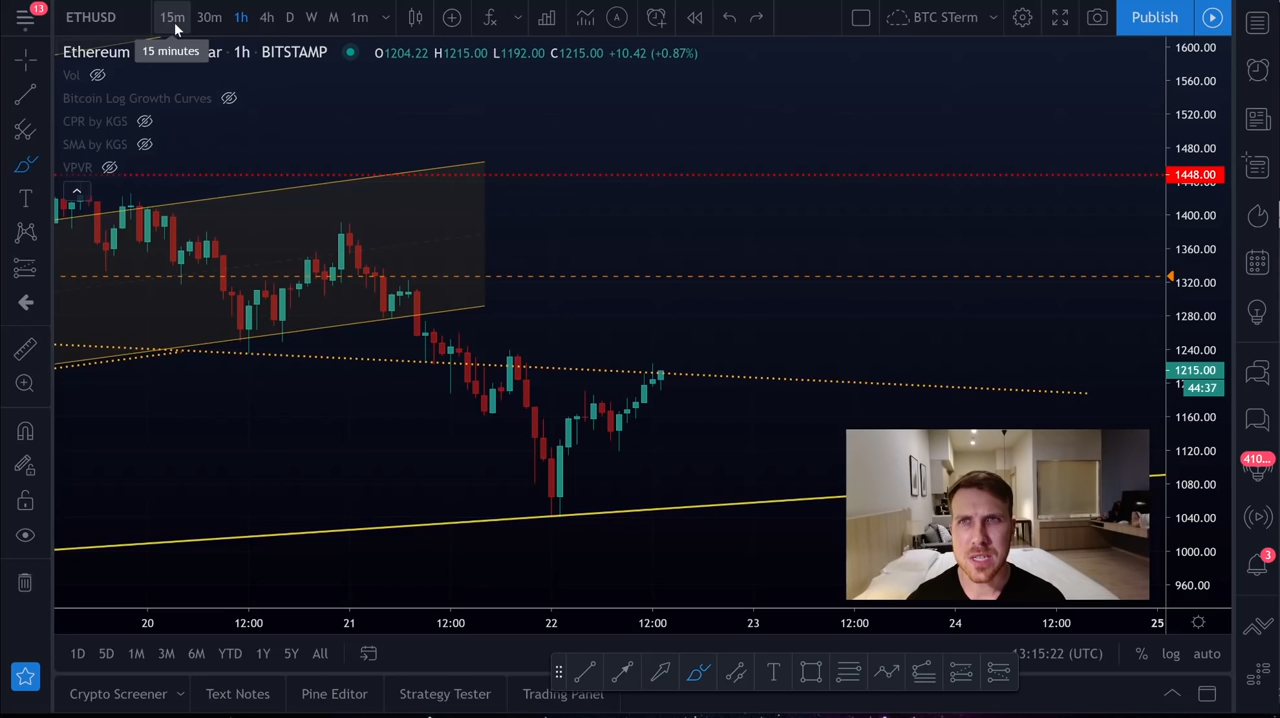 13
ETHUSD 15m 30m 1h 4h D W M 1m BTC STerm Publish
15 minutes
Ethereum ar · 1h · BITSTAMP O1204.22 H1215.00 L1192.00 C1215.00 +10.42 (+0.87%)
Vol
Bitcoin Log Growth Curves
CPR by KGS
SMA by KGS
VPVR
1600.00
1560.00
1520.00
1480.00
1448.00
1400.00
1360.00
1320.00
1280.00
1240.00
1215.00
44:37
1160.00
1120.00
1080.00
1040.00
1000.00
960.00
410...
3
20 12:00 21 12:00 22 12:00 23 12:00 24 12:00 25
1D 5D 1M 3M 6M YTD 1Y 5Y All 13:15:22 (UTC) % log auto
Crypto Screener Text Notes Pine Editor Strategy Tester Trading Panel